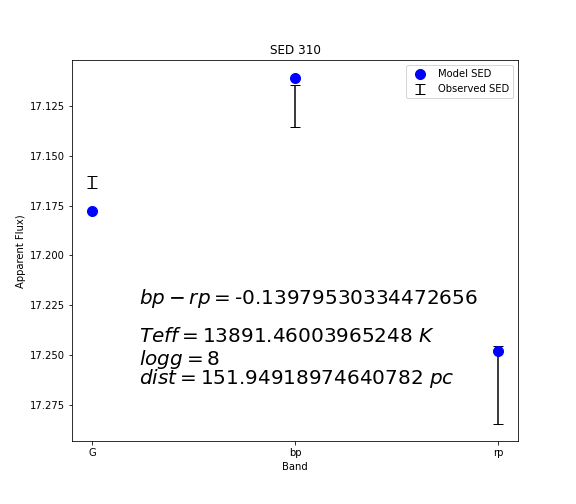 SED 310
Model SED
Observed SED
17.125
17.150
17.175
17.200
17.225
17.250
17.275
Apparent Flux)
bp − rp = -0.13979530334472656
Teff = 13891.46003965248 K
logg = 8
dist = 151.94918974640782 pc
G
bp
rp
Band